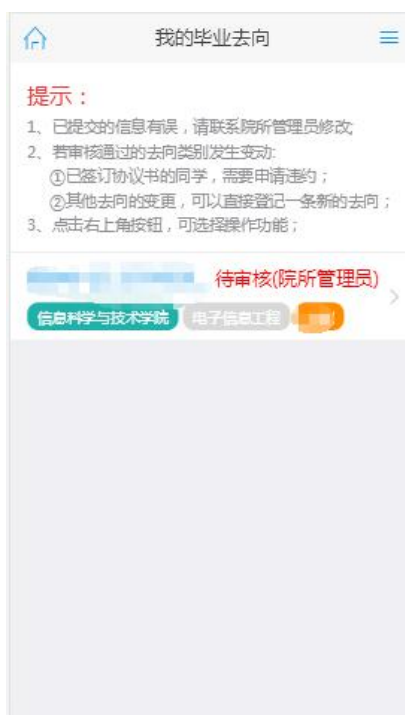 我的毕业去向
提示：
1、已提交的信息有误，请联系院所管理员修改;
2、若审核通过的去向类别发生变动:
①已签订协议书的同学，需要申请违约；
②其他去向的变更，可以直接登记一条新的去向；
3、点击右上角按钮，可选择操作功能；
待审核(院所管理员)
信息科学与技术学院 电子信息工程